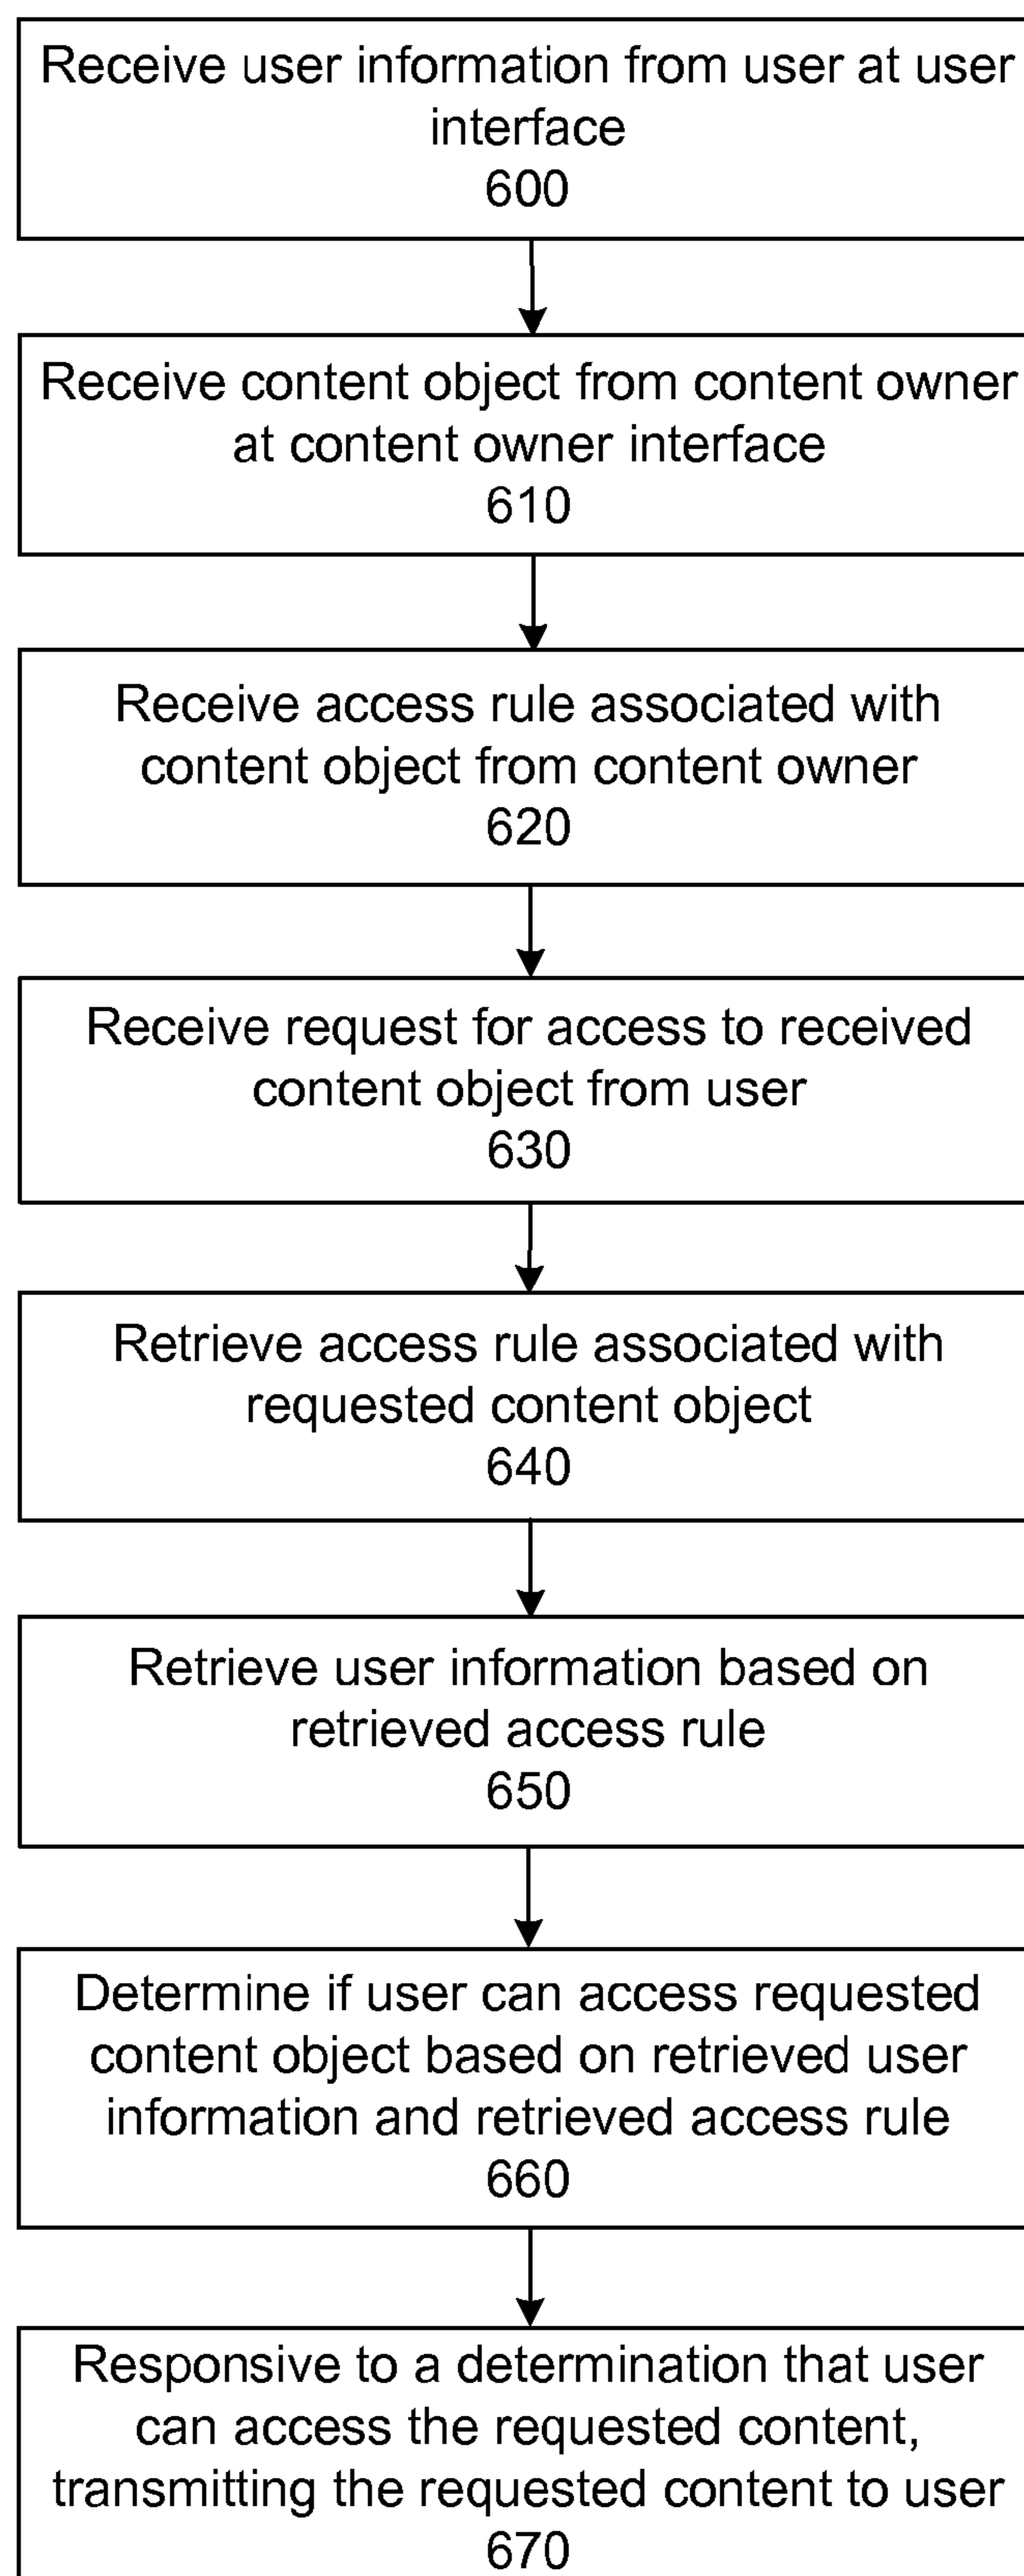 Receive user information from user at user
interface
600
Receive content object from content owner
at content owner interface
610
Receive access rule associated with
content object from content owner
620
Receive request for access to received
content object from user
630
Retrieve access rule associated with
requested content object
640
Retrieve user information based on
retrieved access rule
650
Determine if user can access requested
content object based on retrieved user
information and retrieved access rule
660
Responsive to a determination that user
can access the requested content,
transmitting the requested content to user
670